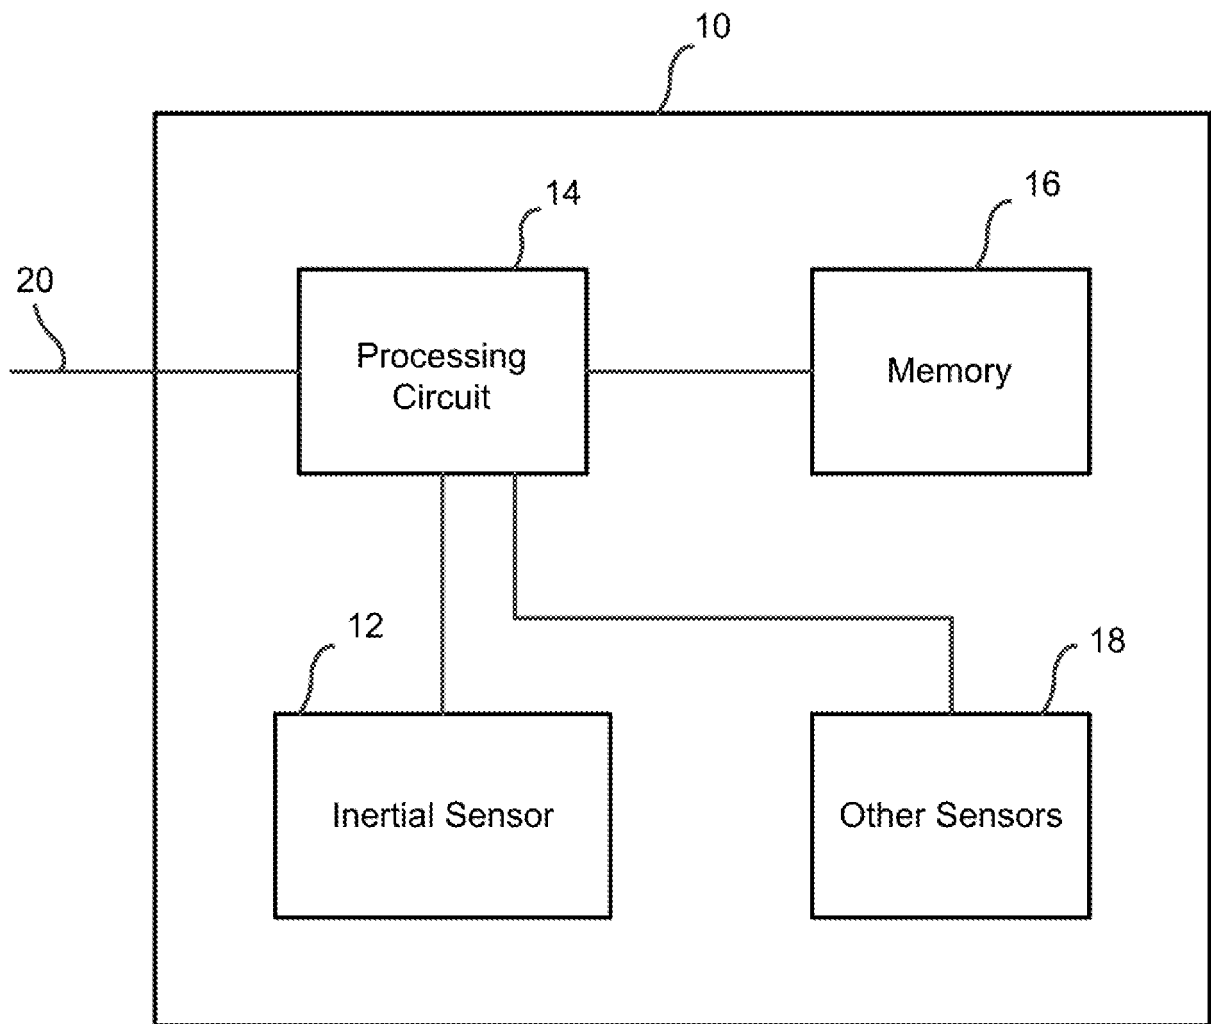 10
14
16
20
Processing
Circuit
Memory
12
18
Inertial Sensor
Other Sensors